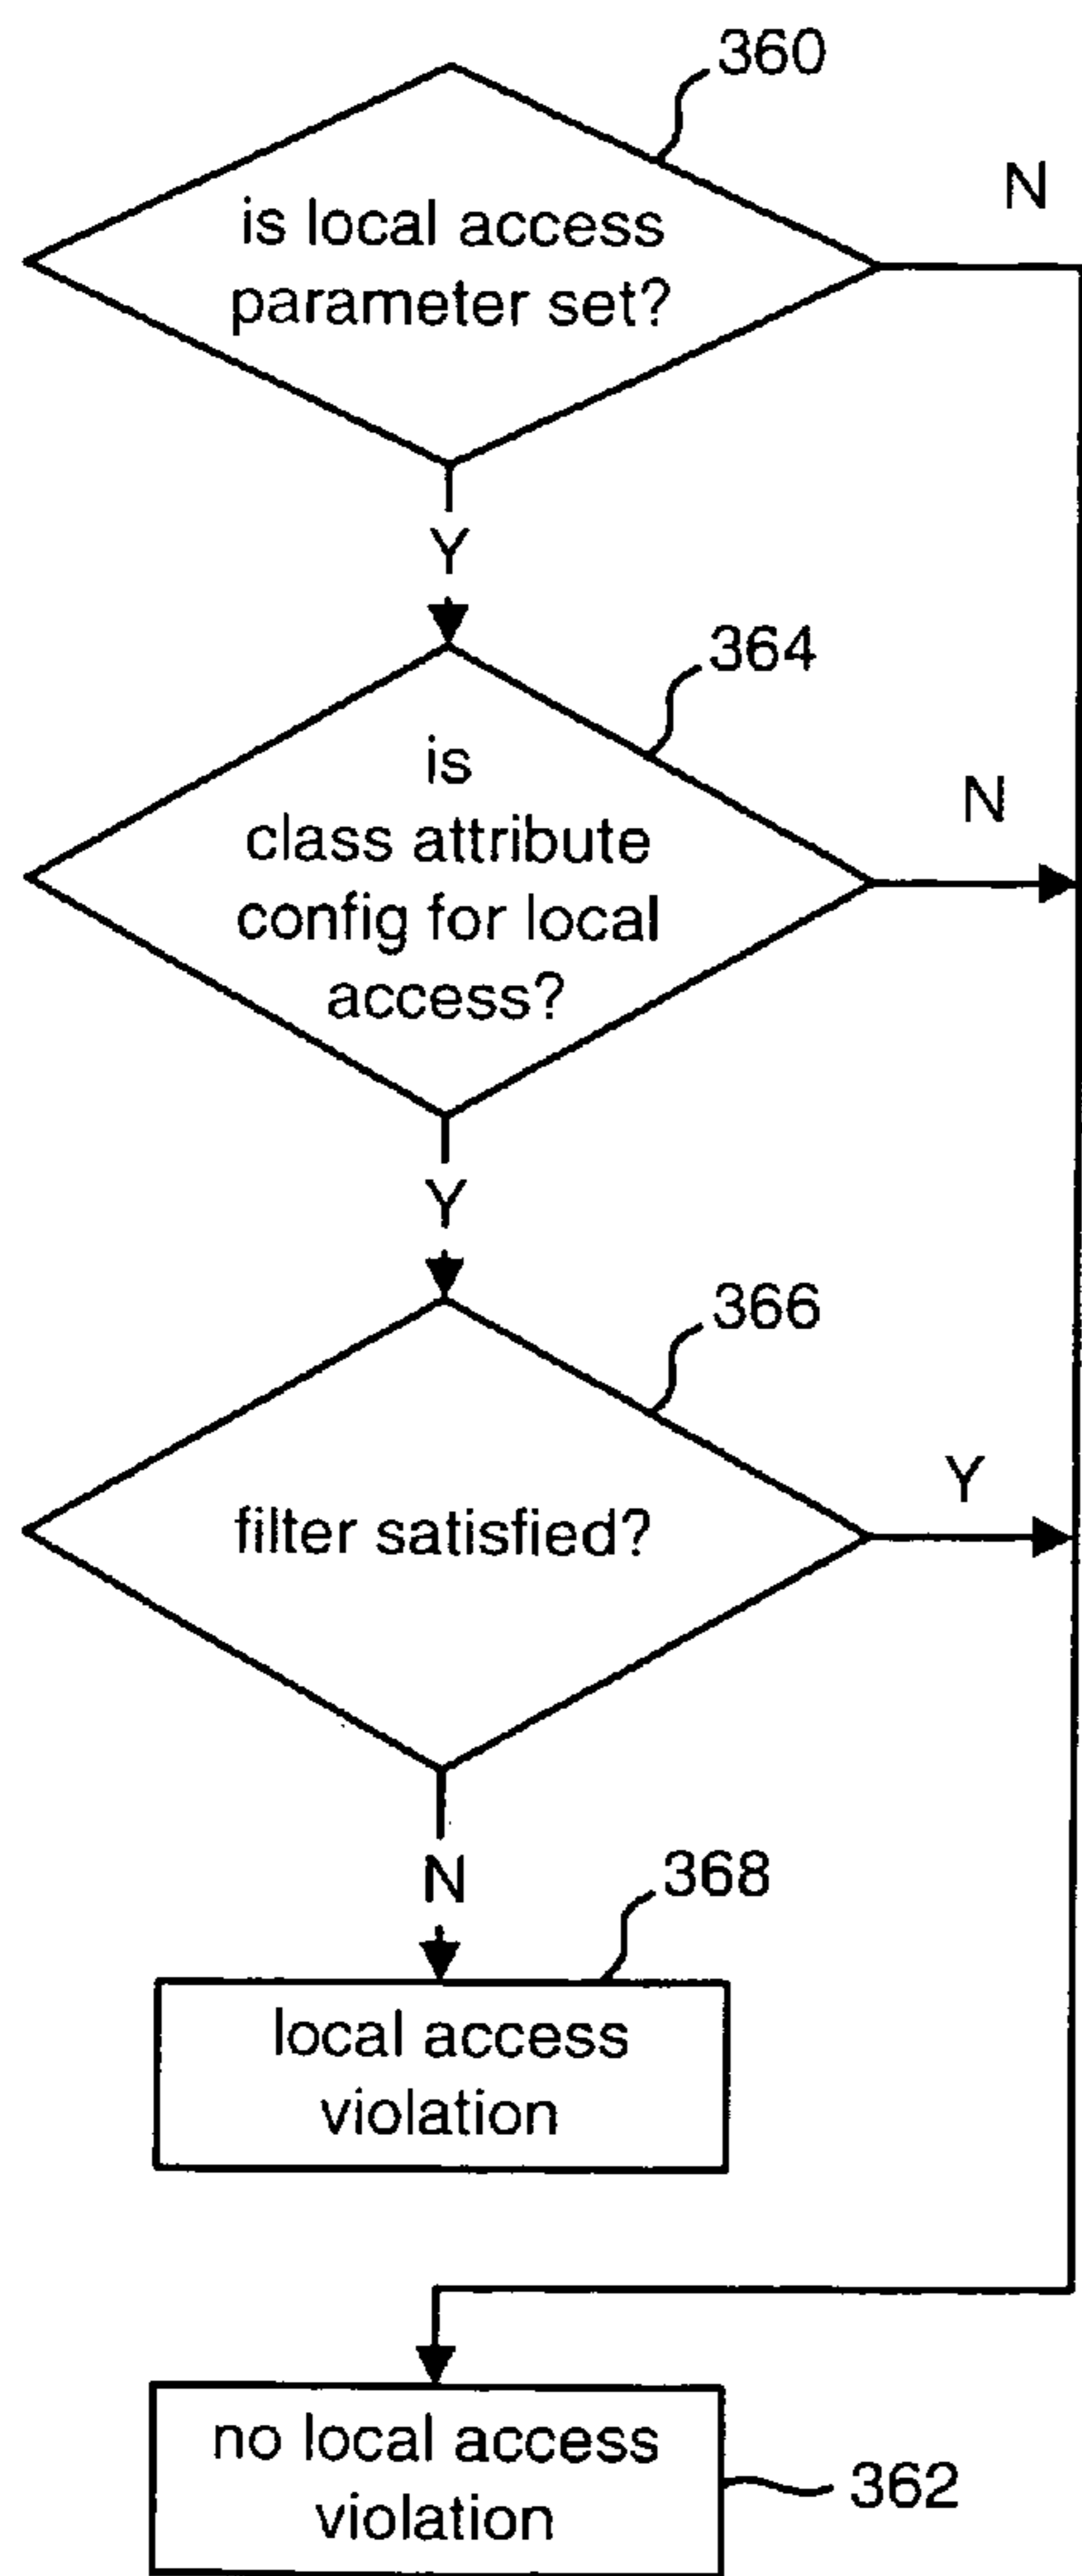 360
is local access
parameter set?
N
Y
364
is
class attribute
config for local
access?
N
Y
366
filter satisfied?
Y
N
368
local access
violation
no local access
violation
362